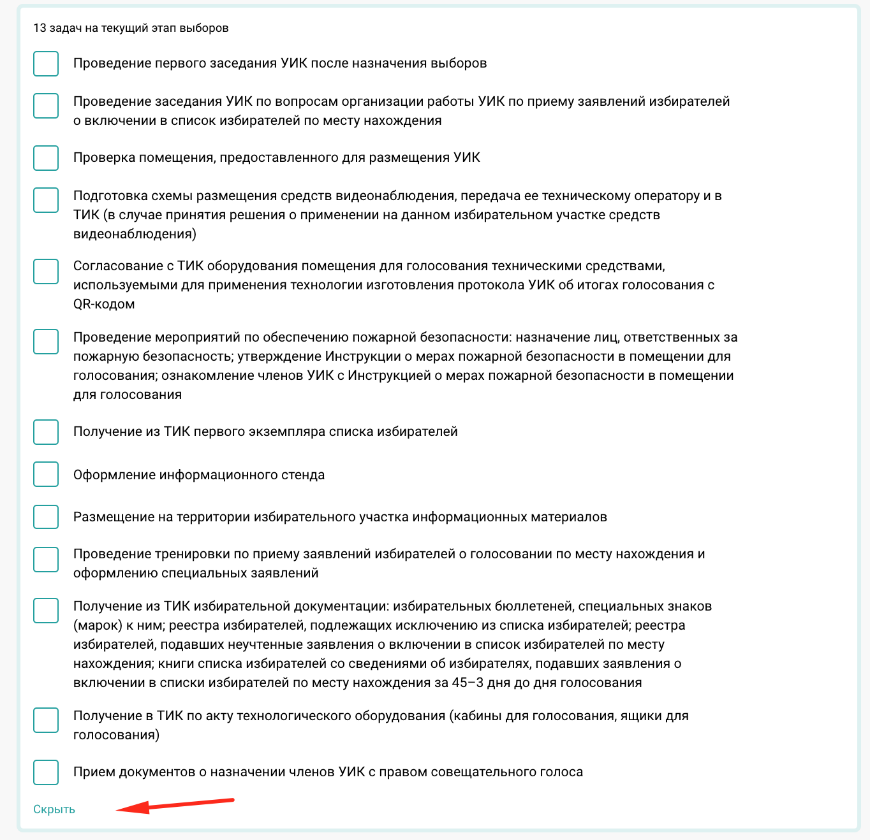 13 задач на текущий этап выборов
Проведение первого заседания УИК после назначения выборов
Проведение заседания УИК по вопросам организации работы УИК по приему заявлений избирателей
о включении в список избирателей по месту нахождения
Проверка помещения, предоставленного для размещения УИК
Подготовка схемы размещения средств видеонаблюдения, передача ее техническому оператору и в
ТИК (в случае принятия решения о применении на данном избирательном участке средств
видеонаблюдения)
Согласование с ТИК оборудования помещения для голосования техническими средствами,
используемыми для применения технологии изготовления протокола УИК об итогах голосования с
QR-кодом
Проведение мероприятий по обеспечению пожарной безопасности: назначение лиц, ответственных за
пожарную безопасность; утверждение Инструкции о мерах пожарной безопасности в помещении для
голосования; ознакомление членов УИК с Инструкцией о мерах пожарной безопасности в помещении
для голосования
Получение из ТИК первого экземпляра списка избирателей
Оформление информационного стенда
Размещение на территории избирательного участка информационных материалов
Проведение тренировки по приему заявлений избирателей о голосовании по месту нахождения и
оформлению специальных заявлений
Получение из ТИК избирательной документации: избирательных бюллетеней, специальных знаков
(марок) к ним; реестра избирателей, подлежащих исключению из списка избирателей; реестра
избирателей, подавших неучтенные заявления о включении в список избирателей по месту
нахождения; книги списка избирателей со сведениями об избирателях, подавших заявления о
включении в списки избирателей по месту нахождения за 45–3 дня до дня голосования
Получение в ТИК по акту технологического оборудования (кабины для голосования, ящики для
голосования)
Прием документов о назначении членов УИК с правом совещательного голоса
Скрыть